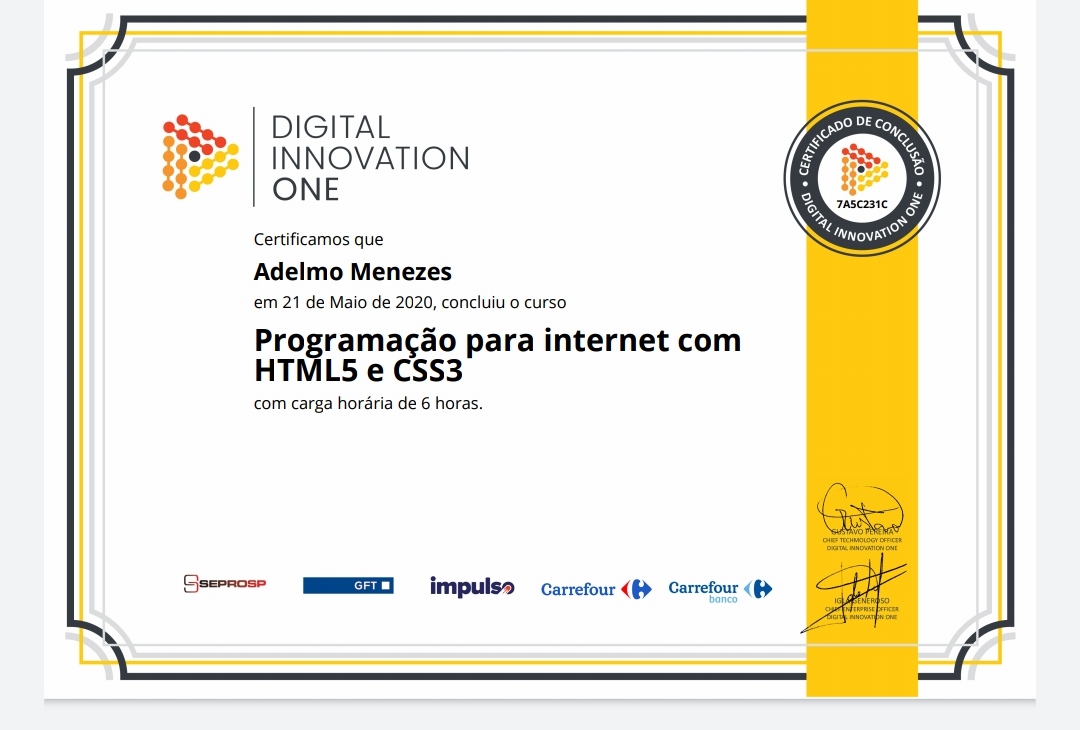 DIGITAL
INNOVATION
ONE
CERTIFICADO DE CONCLUSÃO
7A5C231C
DIGITAL INNOVATION ONE
Certificamos que
Adelmo Menezes
em 21 de Maio de 2020, concluiu o curso
Programação para internet com
HTML5 e CSS3
com carga horária de 6 horas.
GUSTAVO PEREIRA
CHIEF TECHNOLOGY OFFICER
DIGITAL INNOVATION ONE
SEPROSP
GFT
impulso
Carrefour
Carrefour
banco
GENEROSO
CHIEF ENTERPRISE OFFICER
DIGITAL INNOVATION ONE